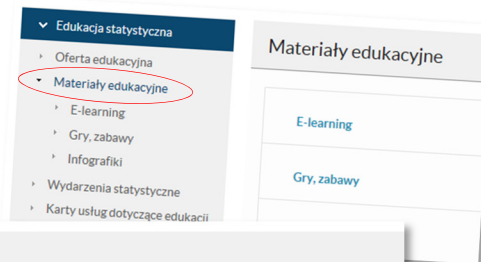 Edukacja statystyczna
Oferta edukacyjna
Materiały edukacyjne
E-learning
Gry, zabawy
Infografiki
Wydarzenia statystyczne
Karty usług dotyczące edukacji
Materiały edukacyjne
E-learning
Gry, zabawy